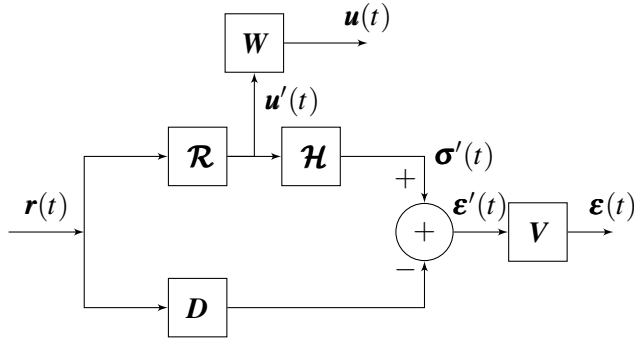 W
u(t)
u′(t)
R
H
σ′(t)
r(t)
+
+
ε′(t)
V
ε(t)
−
D